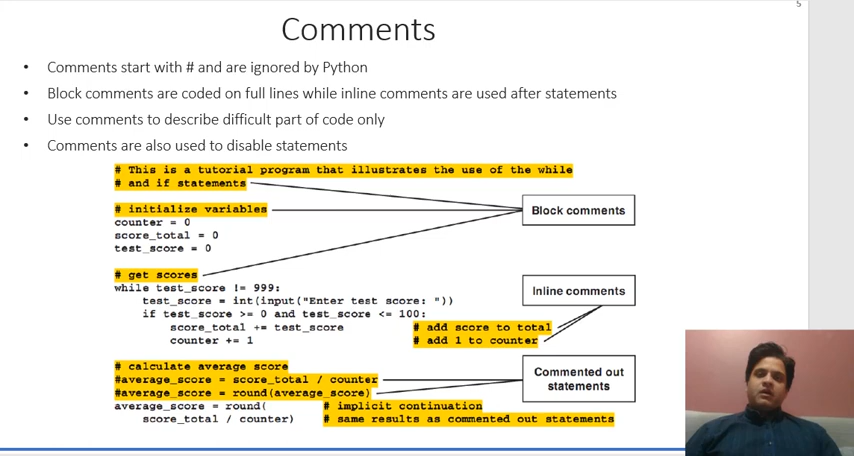 5
Comments
• Comments start with # and are ignored by Python
• Block comments are coded on full lines while inline comments are used after statements
• Use comments to describe difficult part of code only
• Comments are also used to disable statements
# This is a tutorial program that illustrates the use of the while
# and if statements
Block comments
# initialize variables
counter = 0
score_total = 0
test_score = 0
# get scores
while test_score != 999:
    test_score = int(input("Enter test score: "))
    if test_score >= 0 and test_score <= 100:
        score_total += test_score # add score to total
        counter += 1 # add 1 to counter
Inline comments
# calculate average score
#average_score = score_total / counter
#average_score = round(average_score)
average_score = round( # implicit continuation
    score_total / counter) # same results as commented out statements
Commented out
statements